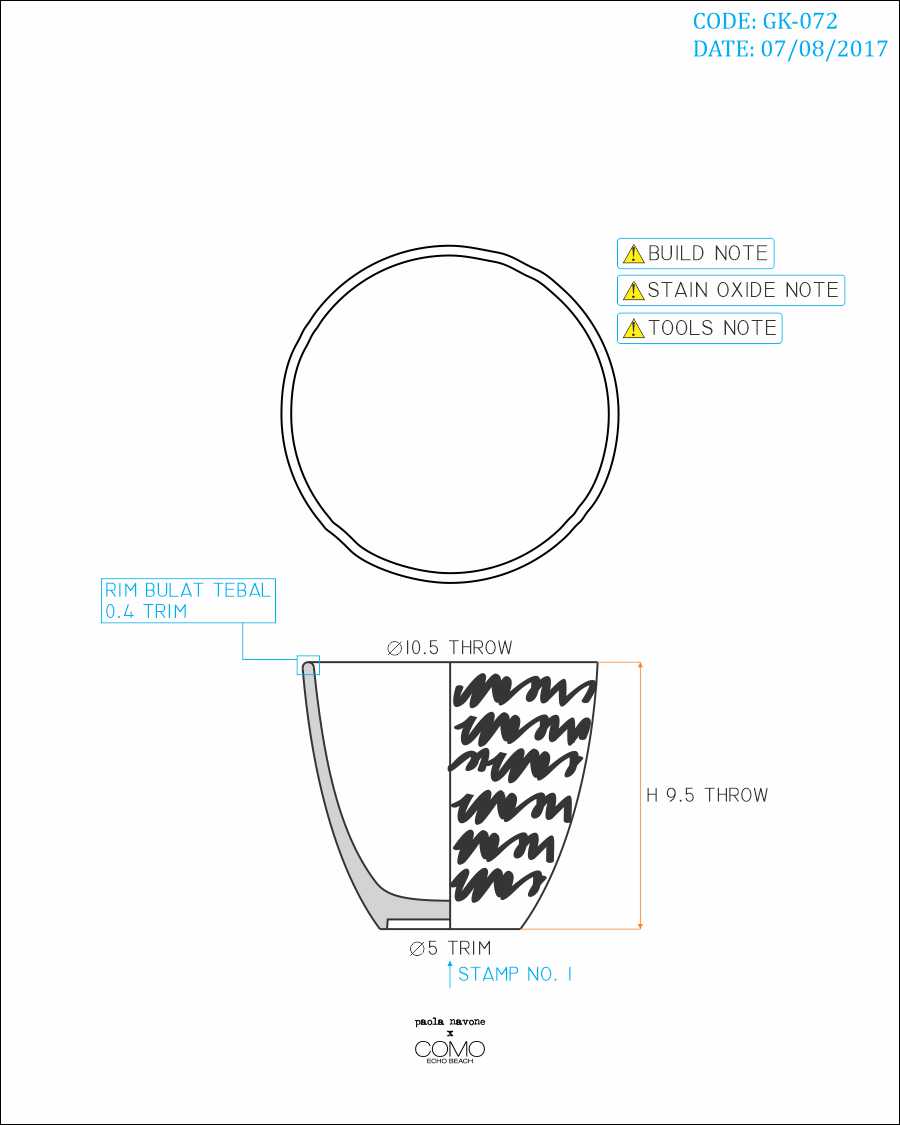 CODE: GK-072
DATE: 07/08/2017
BUILD NOTE
STAIN OXIDE NOTE
TOOLS NOTE
RIM BULAT TEBAL
0.4 TRIM
∅10.5 THROW
H 9.5 THROW
∅5 TRIM
STAMP NO. 1
paola navone
x
COMO
ECHO BEACH